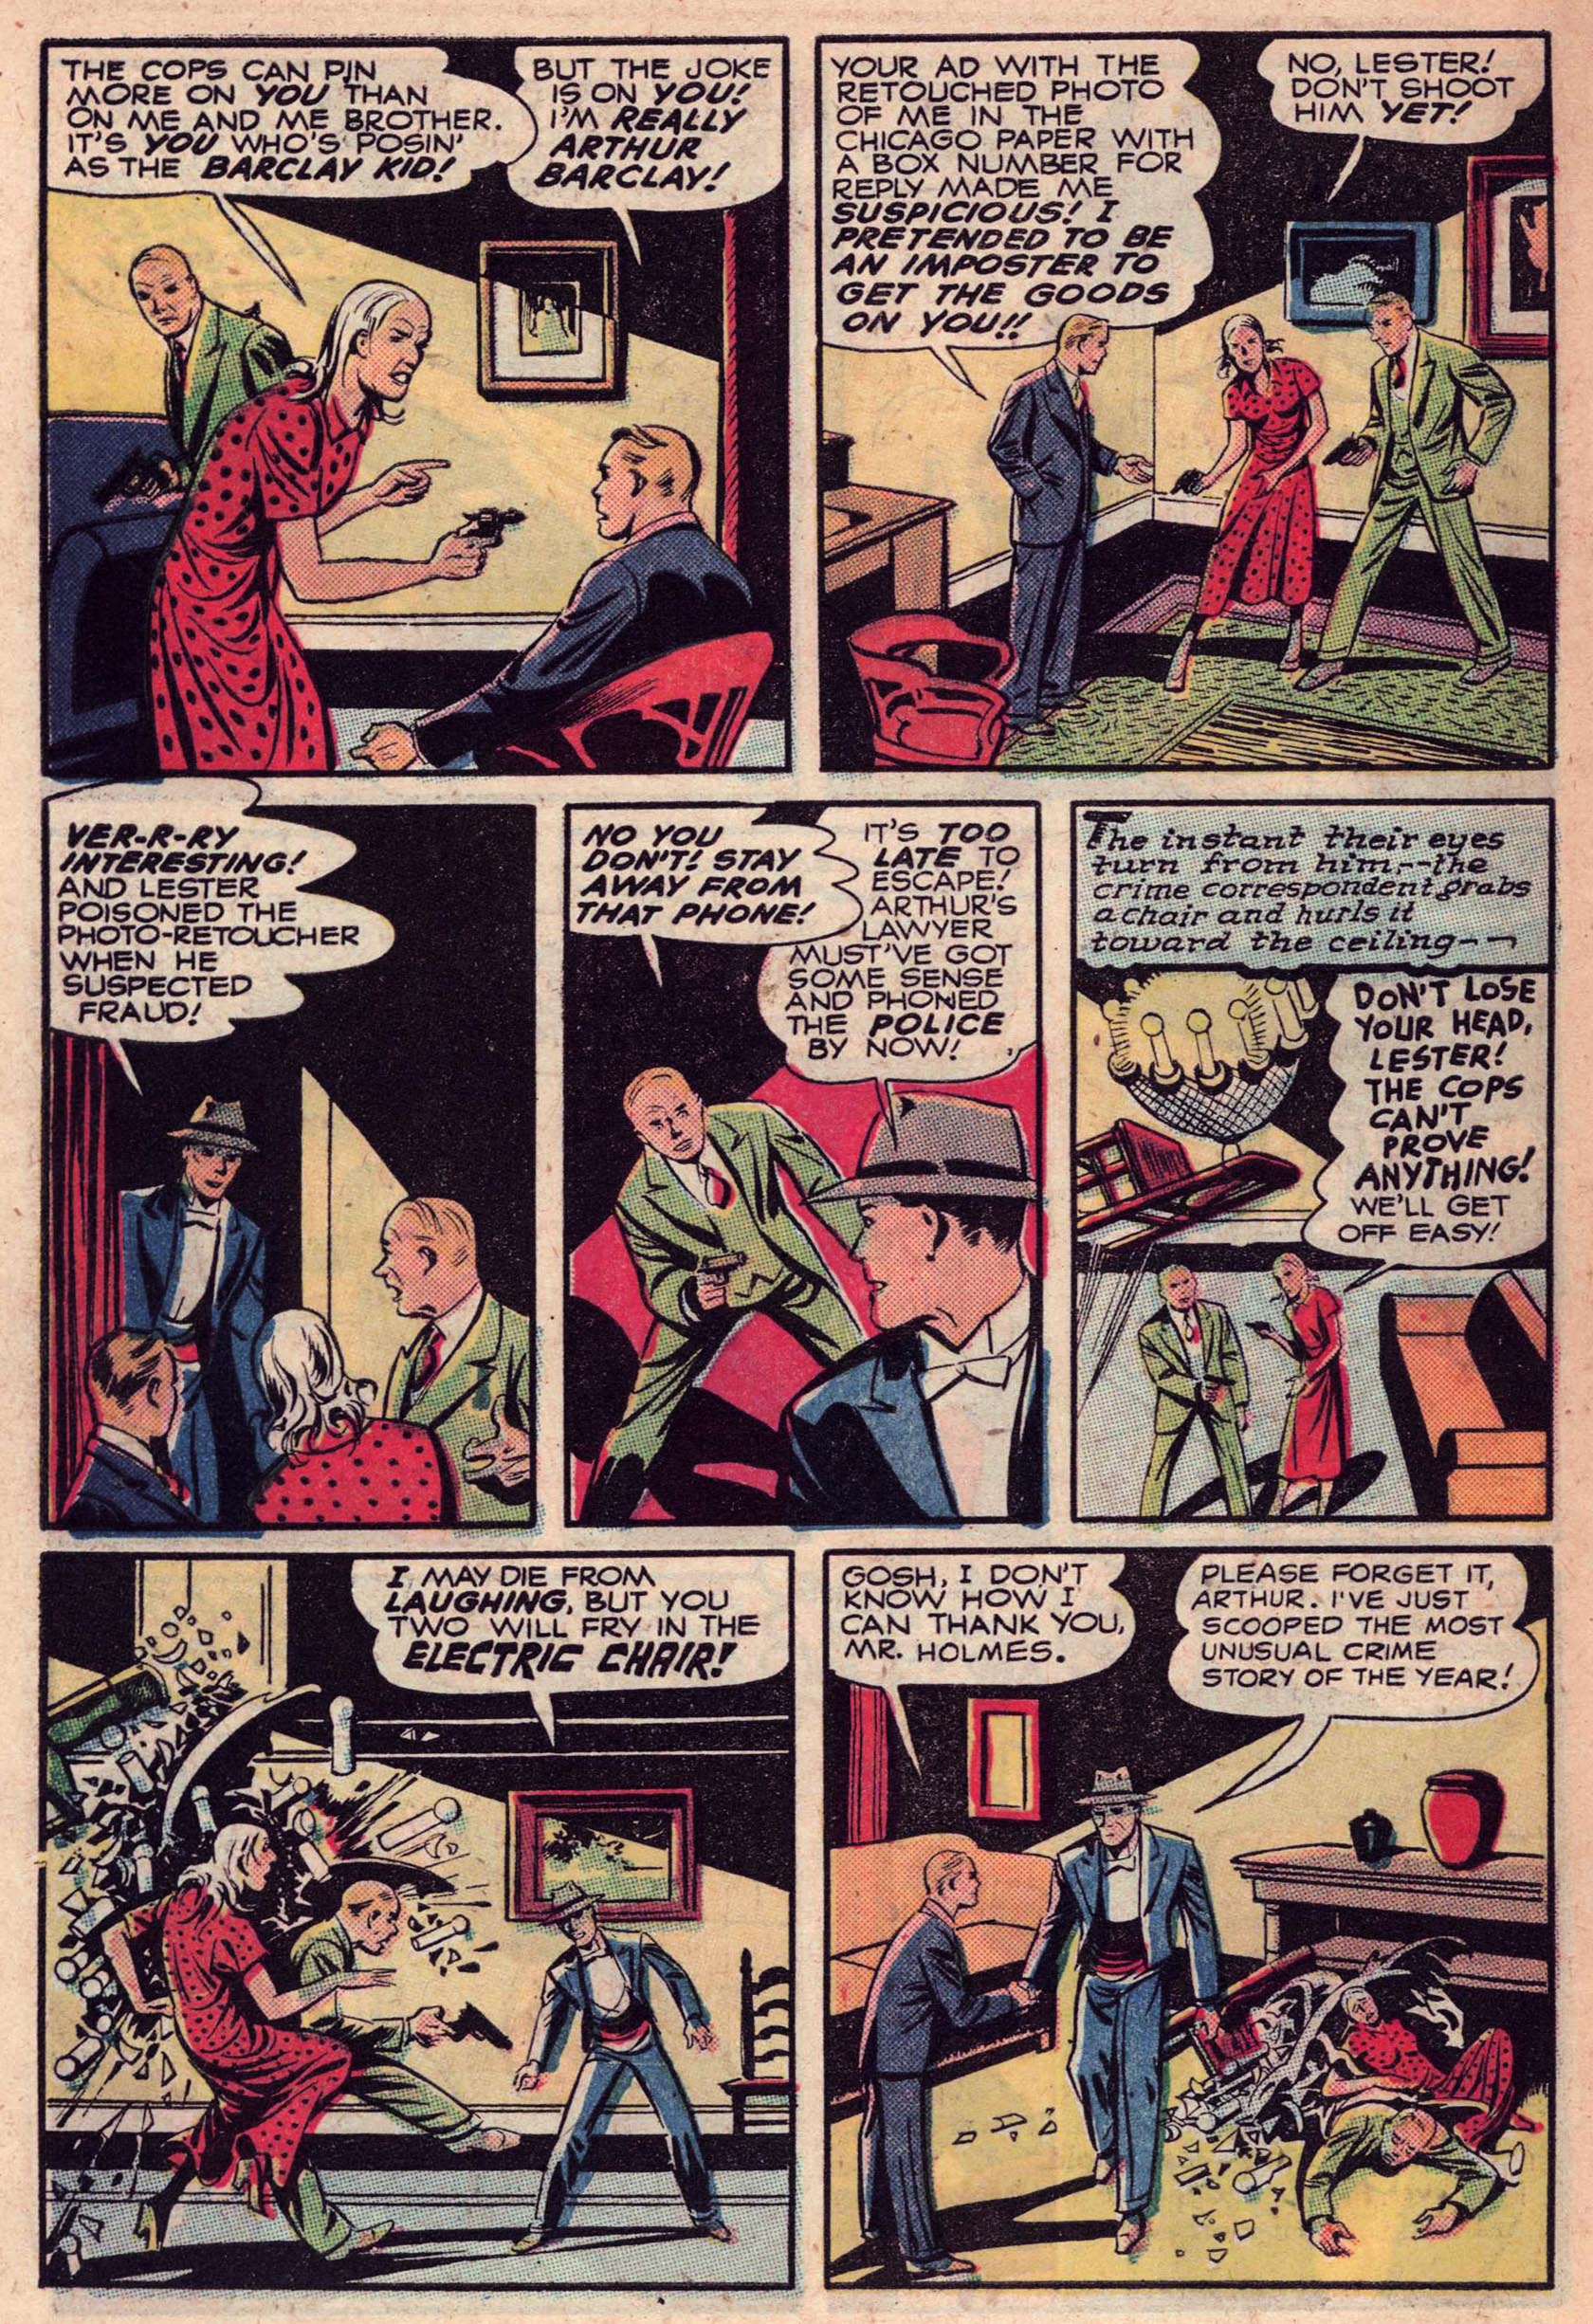 THE COPS CAN PIN
MORE ON YOU THAN
ON ME AND ME BROTHER.
IT'S YOU WHO'S POSIN'
AS THE BARCLAY KID!
BUT THE JOKE
IS ON YOU!
I'M REALLY
ARTHUR
BARCLAY!
YOUR AD WITH THE
RETOUCHED PHOTO
OF ME IN THE
CHICAGO PAPER WITH
A BOX NUMBER FOR
REPLY MADE ME
SUSPICIOUS! I
PRETENDED TO BE
AN IMPOSTER TO
GET THE GOODS
ON YOU!!
NO, LESTER!
DON'T SHOOT
HIM YET!
VER-R-RY
INTERESTING!
AND LESTER
POISONED THE
PHOTO-RETOUCHER
WHEN HE
SUSPECTED
FRAUD!
NO YOU
DON'T! STAY
AWAY FROM
THAT PHONE!
IT'S TOO
LATE TO
ESCAPE!
ARTHUR'S
LAWYER
MUST'VE GOT
SOME SENSE
AND PHONED
THE POLICE
BY NOW!
The instant their eyes
turn from him,--the
crime correspondent grabs
a chair and hurls it
toward the ceiling--
DON'T LOSE
YOUR HEAD,
LESTER!
THE COPS
CAN'T
PROVE
ANYTHING!
WE'LL GET
OFF EASY!
I MAY DIE FROM
LAUGHING, BUT YOU
TWO WILL FRY IN THE
ELECTRIC CHAIR!
GOSH, I DON'T
KNOW HOW I
CAN THANK YOU,
MR. HOLMES.
PLEASE FORGET IT,
ARTHUR. I'VE JUST
SCOOPED THE MOST
UNUSUAL CRIME
STORY OF THE YEAR!